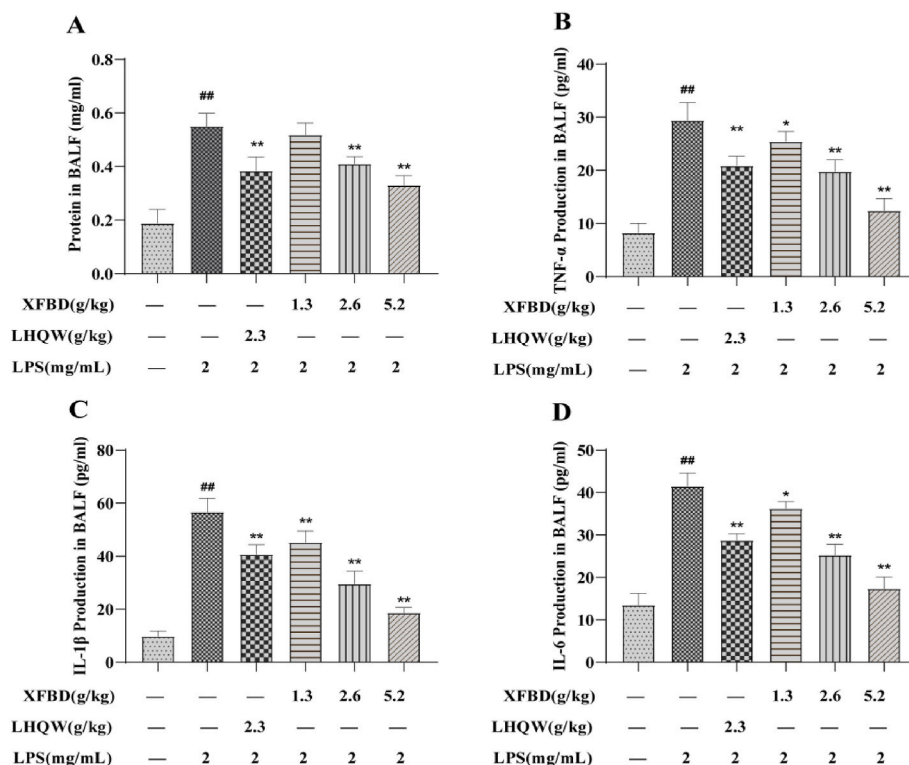 A
Protein in BALF (mg/ml)
0.8
0.6
0.4
0.2
0.0
##
**
**
**
XFBD(g/kg) — — — 1.3 2.6 5.2
LHQW(g/kg) — — 2.3 — — —
LPS(mg/mL) — 2 2 2 2 2
B
TNF-α Production in BALF (pg/ml)
40
30
20
10
0
##
**
*
**
**
XFBD(g/kg) — — — 1.3 2.6 5.2
LHQW(g/kg) — — 2.3 — — —
LPS(mg/mL) — 2 2 2 2 2
C
IL-1β Production in BALF (pg/ml)
80
60
40
20
0
##
**
**
**
**
XFBD(g/kg) — — — 1.3 2.6 5.2
LHQW(g/kg) — — 2.3 — — —
LPS(mg/mL) — 2 2 2 2 2
D
IL-6 Production in BALF (pg/ml)
50
40
30
20
10
0
##
**
*
**
**
XFBD(g/kg) — — — 1.3 2.6 5.2
LHQW(g/kg) — — 2.3 — — —
LPS(mg/mL) — 2 2 2 2 2